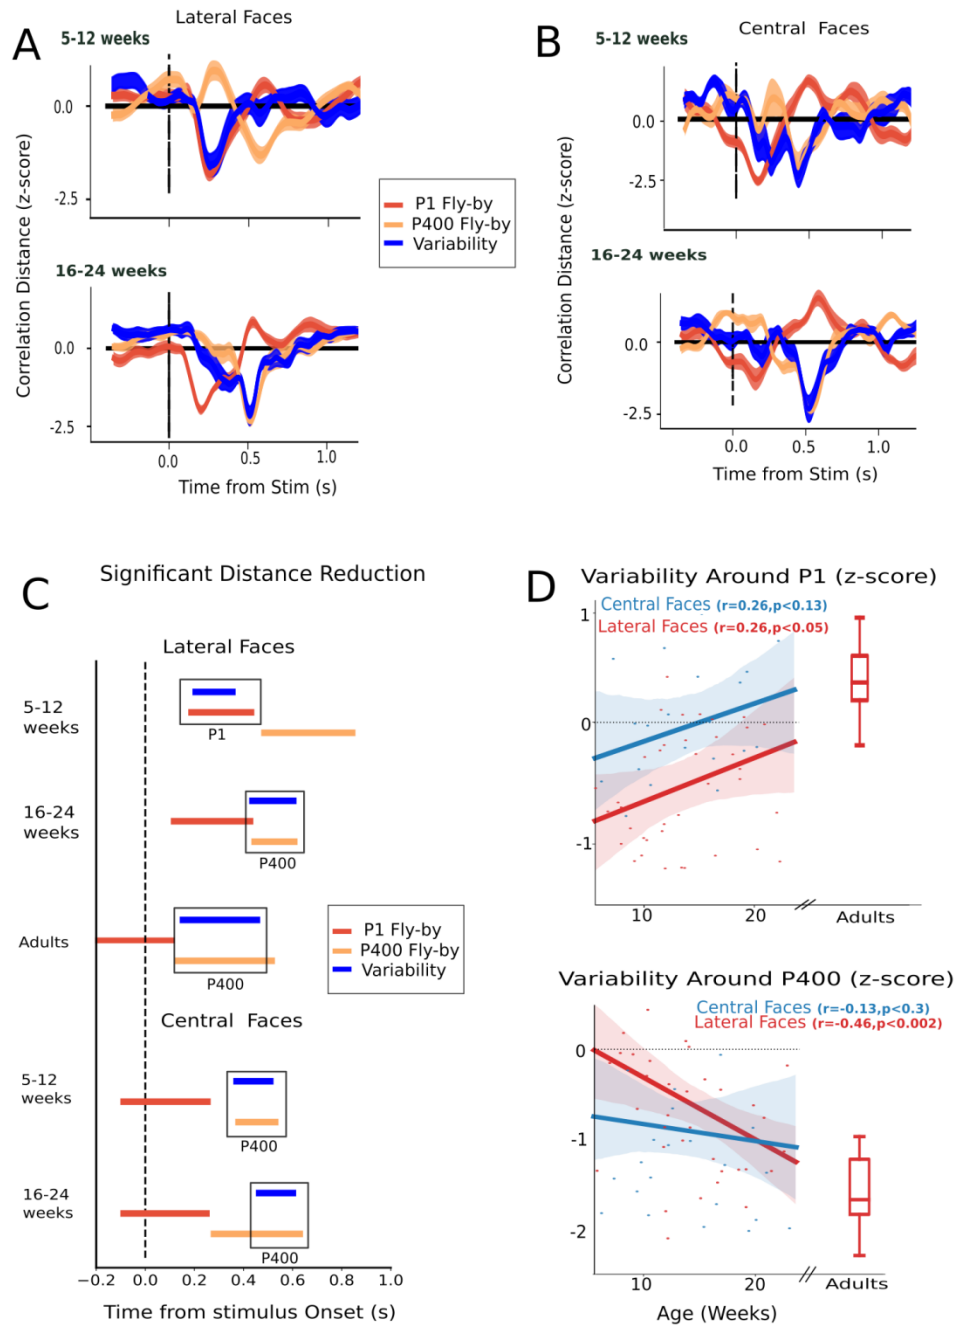 A
Lateral Faces
5-12 weeks
0.0
-2.5
16-24 weeks
0.0
-2.5
0.0
0.5
1.0
Time from Stim (s)
Correlation Distance (z-score)
P1 Fly-by
P400 Fly-by
Variability
B
Central Faces
5-12 weeks
0.0
-2.5
16-24 weeks
0.0
-2.5
0.0
0.5
1.0
Time from Stim (s)
Correlation Distance (z-score)
C
Significant Distance Reduction
Lateral Faces
5-12
weeks
P1
16-24
weeks
P400
Adults
P400
P1 Fly-by
P400 Fly-by
Variability
Central Faces
5-12
weeks
P400
16-24
weeks
P400
−0.2
0.0
0.2
0.4
0.6
0.8
1.0
Time from stimulus Onset (s)
D
Variability Around P1 (z-score)
Central Faces (r=0.26,p<0.13)
Lateral Faces (r=0.26,p<0.05)
1
0
-1
10
20
Adults
Variability Around P400 (z-score)
Central Faces (r=-0.13,p<0.3)
Lateral Faces (r=-0.46,p<0.002)
0
-1
-2
10
20
Adults
Age (Weeks)